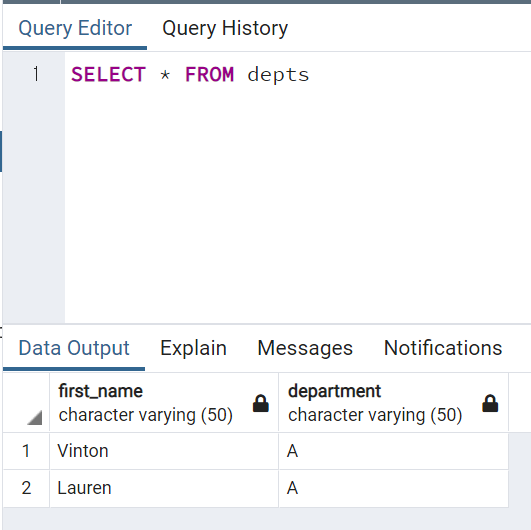 Query Editor Query History
1 SELECT * FROM depts
Data Output Explain Messages Notifications
first_name department
character varying (50) character varying (50)
1 Vinton A
2 Lauren A